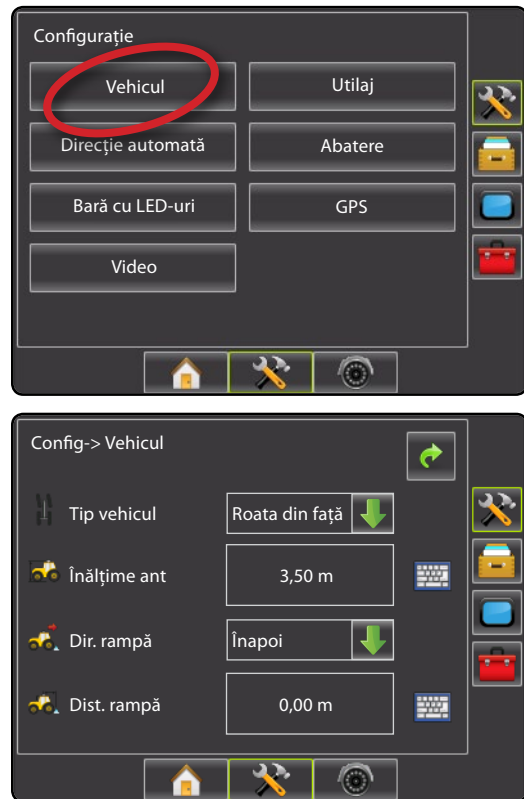 Configurație
Vehicul
Utilaj
Direcție automată
Abatere
Bară cu LED-uri
GPS
Video
Config-> Vehicul
Tip vehicul
Roata din față
Înălțime ant
3,50 m
Dir. rampă
Înapoi
Dist. rampă
0,00 m